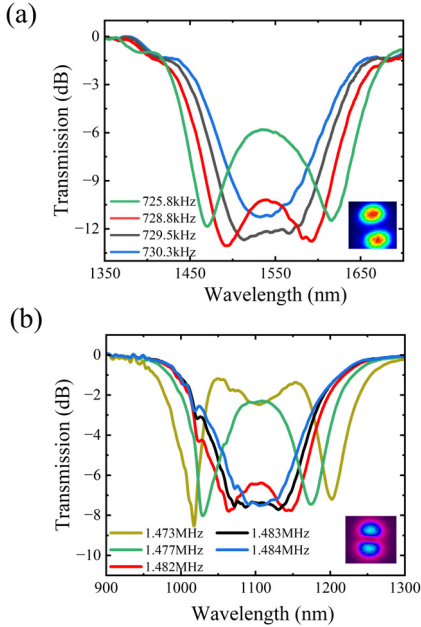 (a)
0
−3
−6
−9
−12
Transmission (dB)
725.8kHz
728.8kHz
729.5kHz
730.3kHz
1350 1450 1550 1650
Wavelength (nm)
(b)
0
−2
−4
−6
−8
−10
Transmission (dB)
1.473MHz 1.483MHz
1.477MHz 1.484MHz
1.482MHz
900 1000 1100 1200 1300
Wavelength (nm)